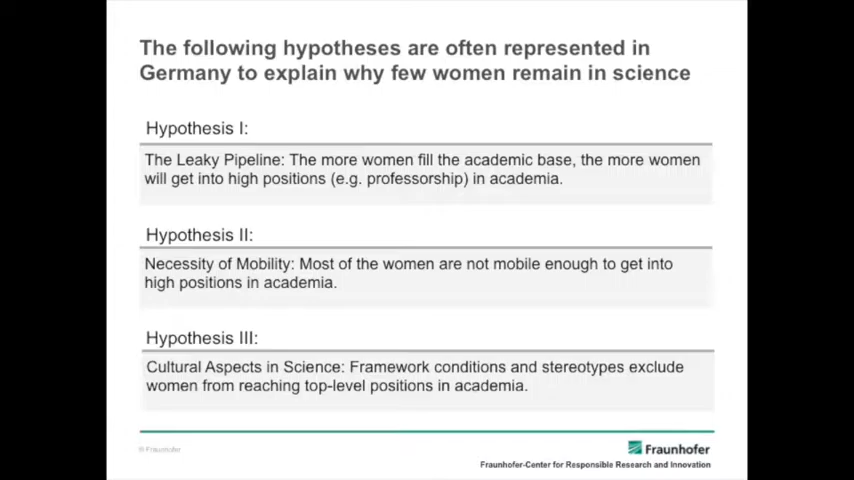 The following hypotheses are often represented in
Germany to explain why few women remain in science
Hypothesis I:
The Leaky Pipeline: The more women fill the academic base, the more women
will get into high positions (e.g. professorship) in academia.
Hypothesis II:
Necessity of Mobility: Most of the women are not mobile enough to get into
high positions in academia.
Hypothesis III:
Cultural Aspects in Science: Framework conditions and stereotypes exclude
women from reaching top-level positions in academia.
© Fraunhofer
Fraunhofer
Fraunhofer-Center for Responsible Research and Innovation